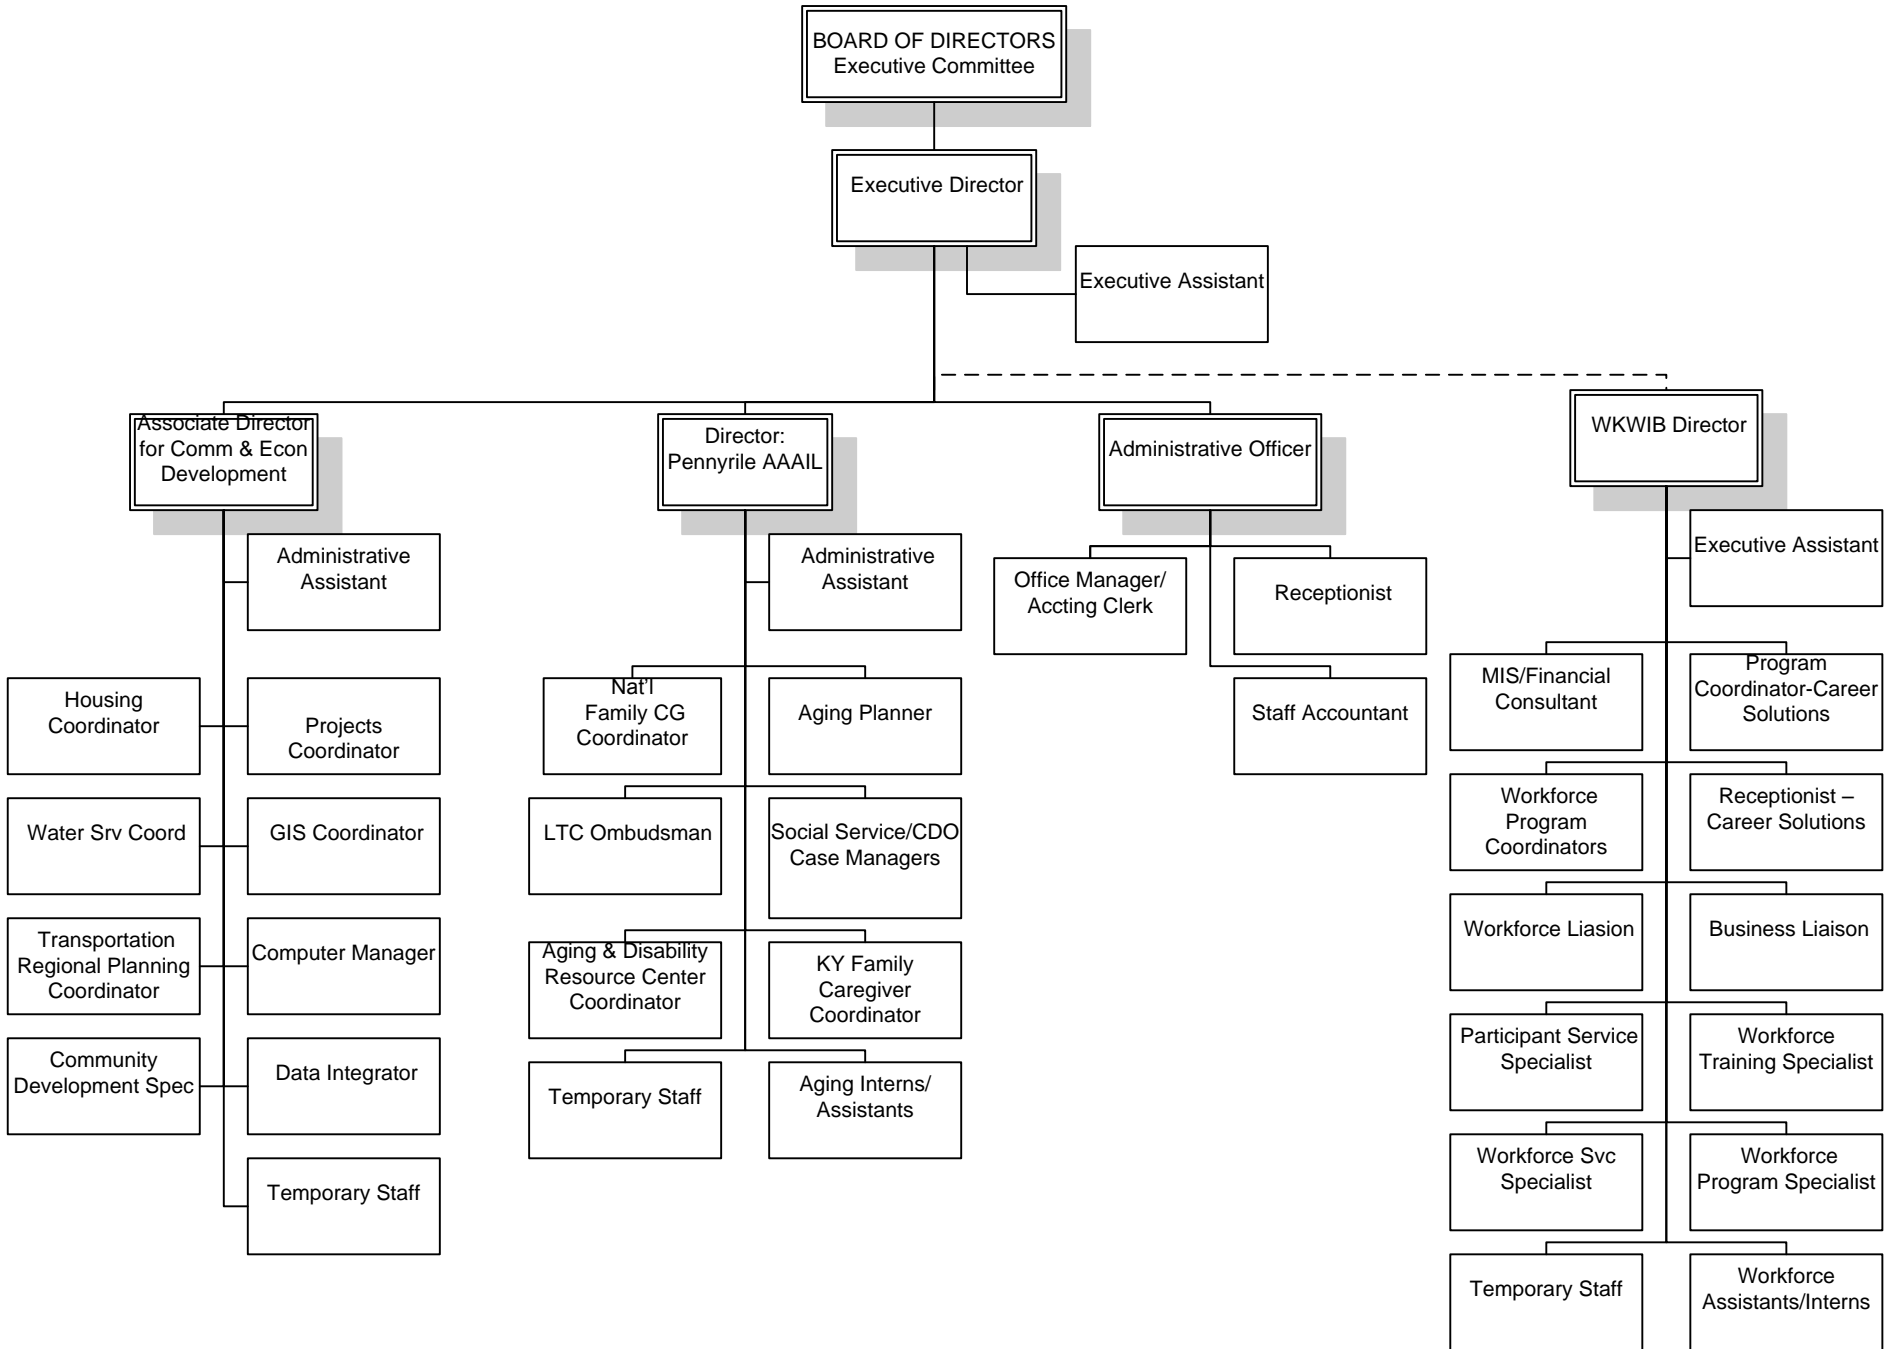 BOARD OF DIRECTORS
Executive Committee
Executive Director
Executive Assistant
Associate Director
for Comm & Econ
Development
Director:
Pennyrile AAAIL
Administrative Officer
WKWIB Director
Administrative
Assistant
Housing
Coordinator
Projects
Coordinator
Water Srv Coord
GIS Coordinator
Transportation
Regional Planning
Coordinator
Computer Manager
Community
Development Spec
Data Integrator
Temporary Staff
Administrative
Assistant
Nat'l
Family CG
Coordinator
Aging Planner
LTC Ombudsman
Social Service/CDO
Case Managers
Aging & Disability
Resource Center
Coordinator
KY Family
Caregiver
Coordinator
Temporary Staff
Aging Interns/
Assistants
Office Manager/
Accting Clerk
Receptionist
Staff Accountant
Executive Assistant
MIS/Financial
Consultant
Program
Coordinator-Career
Solutions
Workforce
Program
Coordinators
Receptionist –
Career Solutions
Workforce Liasion
Business Liaison
Participant Service
Specialist
Workforce
Training Specialist
Workforce Svc
Specialist
Workforce
Program Specialist
Temporary Staff
Workforce
Assistants/Interns